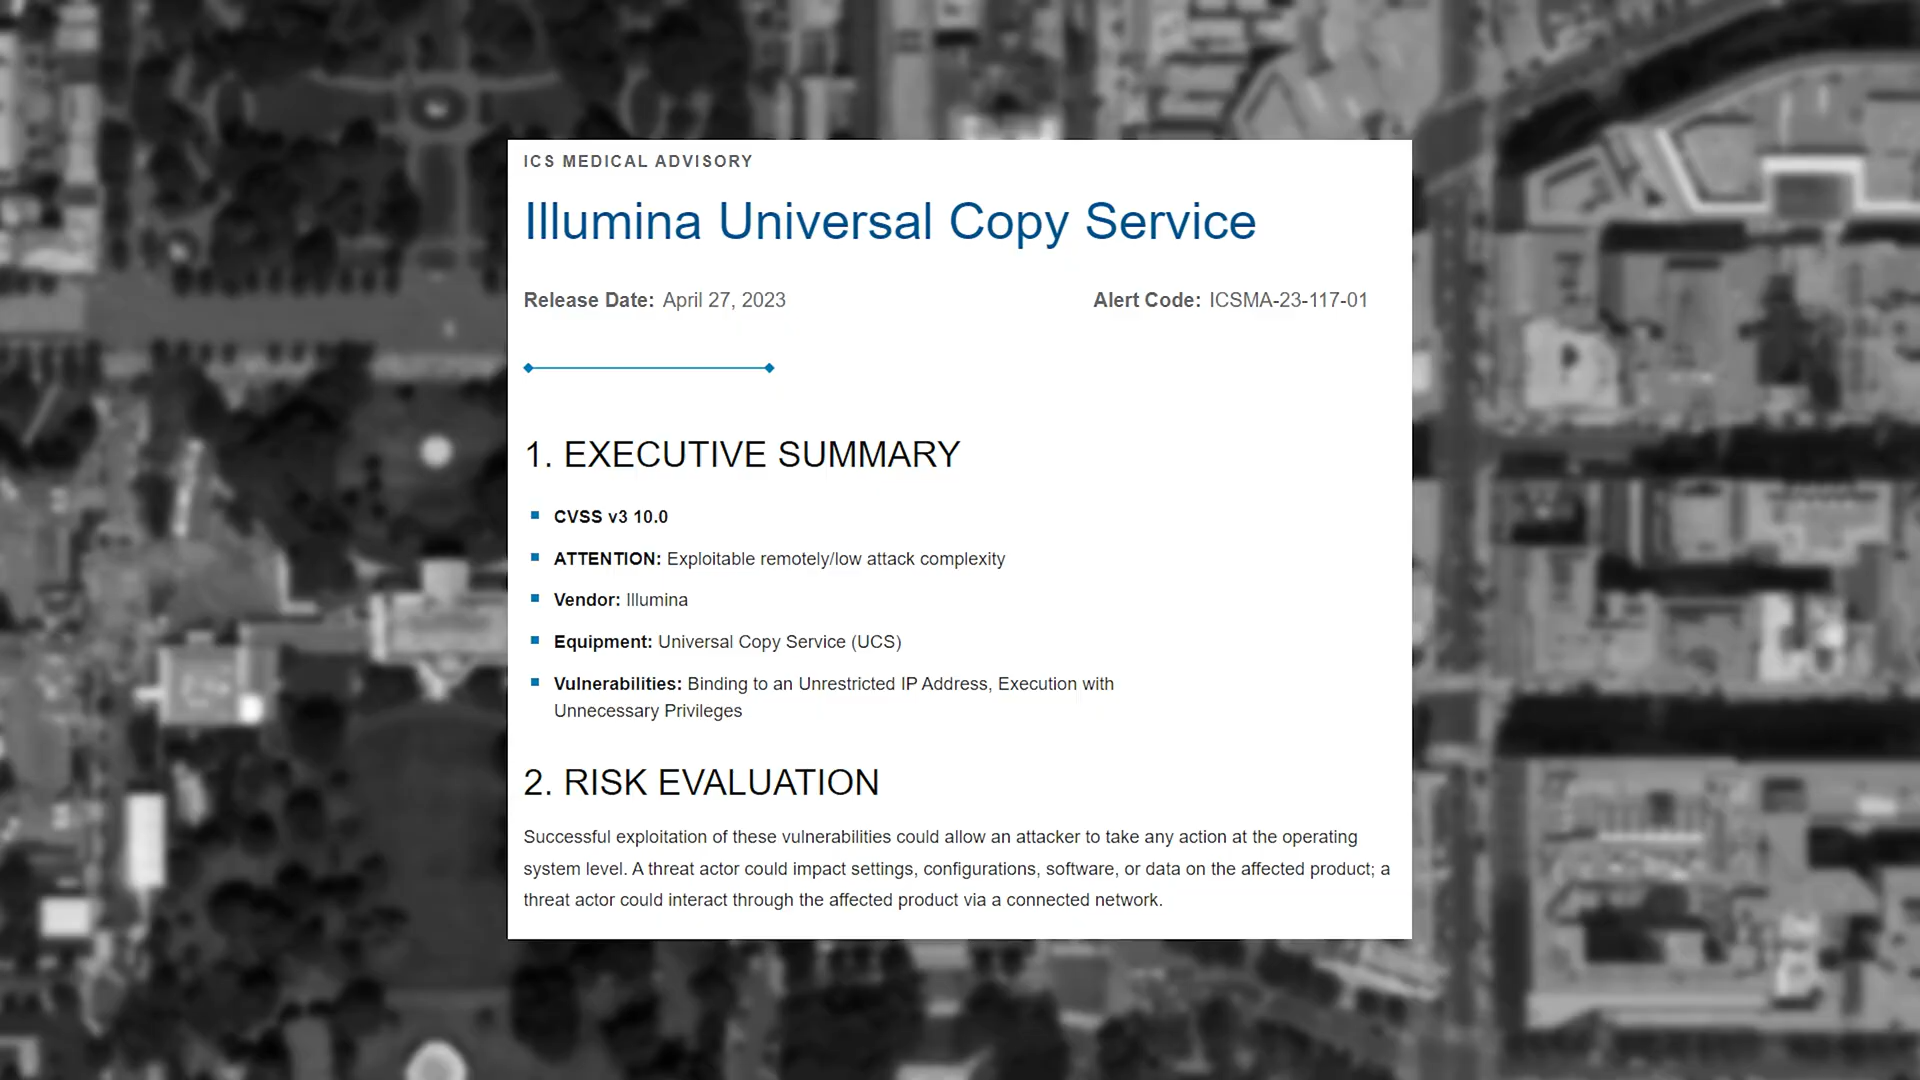 ICS MEDICAL ADVISORY
Illumina Universal Copy Service
Release Date: April 27, 2023 Alert Code: ICSMA-23-117-01
1. EXECUTIVE SUMMARY
CVSS v3 10.0
ATTENTION: Exploitable remotely/low attack complexity
Vendor: Illumina
Equipment: Universal Copy Service (UCS)
Vulnerabilities: Binding to an Unrestricted IP Address, Execution with
Unnecessary Privileges
2. RISK EVALUATION
Successful exploitation of these vulnerabilities could allow an attacker to take any action at the operating
system level. A threat actor could impact settings, configurations, software, or data on the affected product; a
threat actor could interact through the affected product via a connected network.